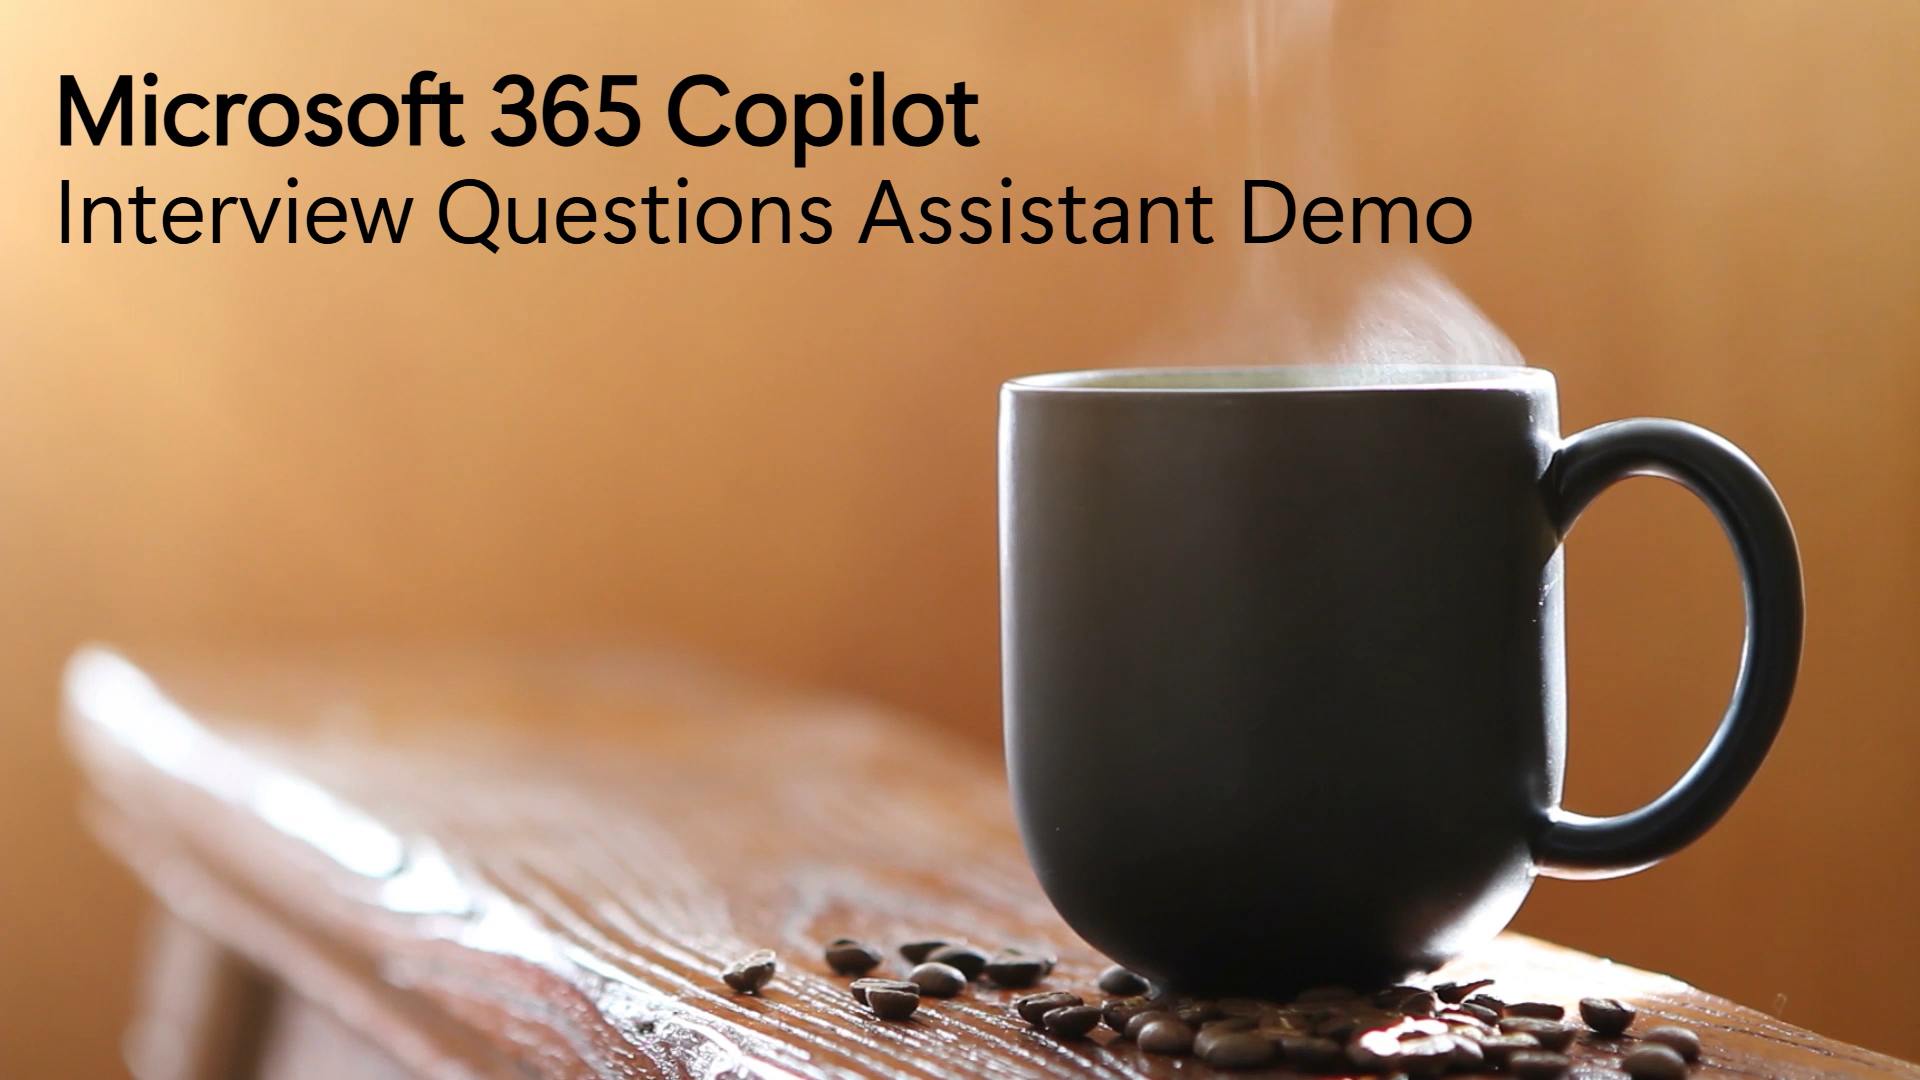 Microsoft 365 Copilot
Interview Questions Assistant Demo